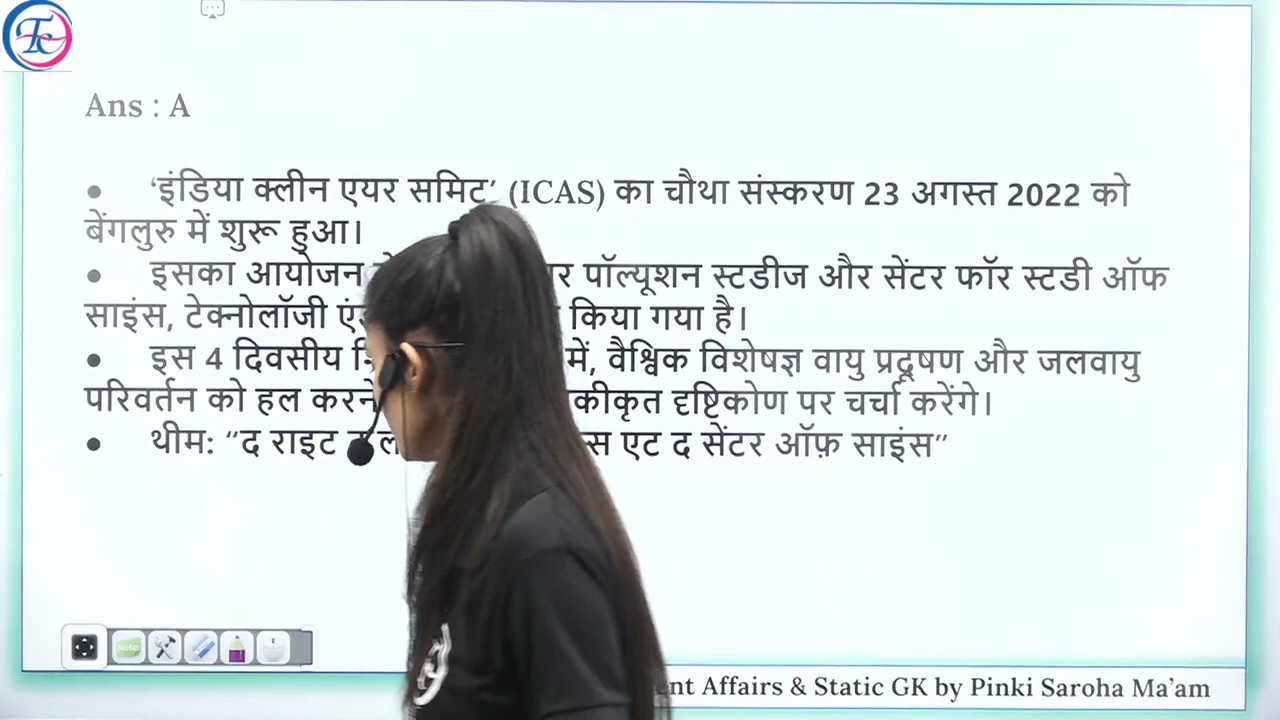 Tc
Ans : A
● ‘इंडिया क्लीन एयर समिट’ (ICAS) का चौथा संस्करण 23 अगस्त 2022 को
बेंगलुरु में शुरू हुआ।
● इसका आयोजन पॉल्यूशन स्टडीज और सेंटर फॉर स्टडी ऑफ
साइंस, टेक्नोलॉजी किया गया है।
● इस 4 दिवसीय में, वैश्विक विशेषज्ञ वायु प्रदूषण और जलवायु
परिवर्तन को हल दृष्टिकोण पर चर्चा करेंगे।
● थीम: “द राइट एट द सेंटर ऑफ़ साइंस”
Note
Affairs & Static GK by Pinki Saroha Ma’am